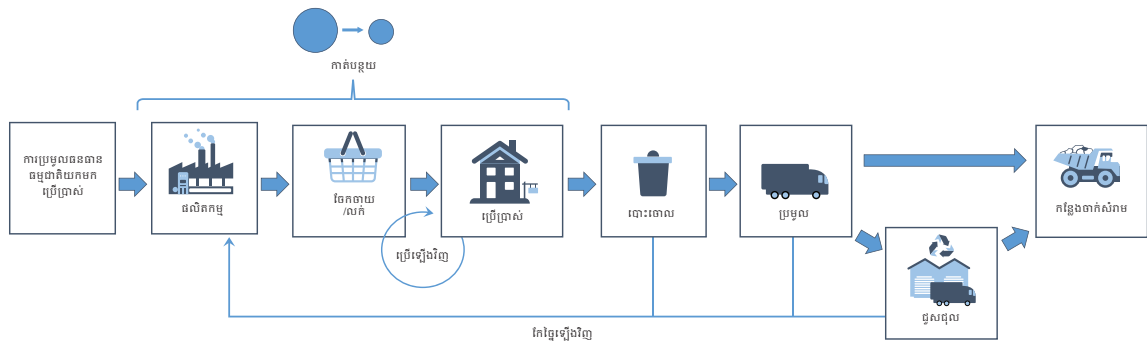 កាត់បន្ថយ
ការប្រមូលធនធាន
ធម្មជាតិយកមក
ប្រើប្រាស់
ផលិតកម្ម
ចែកចាយ
/លក់
ប្រើប្រាស់
បោះចោល
ប្រមូល
កន្លែងចាក់សំរាម
ប្រើឡើងវិញ
ជួសជុល
កែច្នៃឡើងវិញ